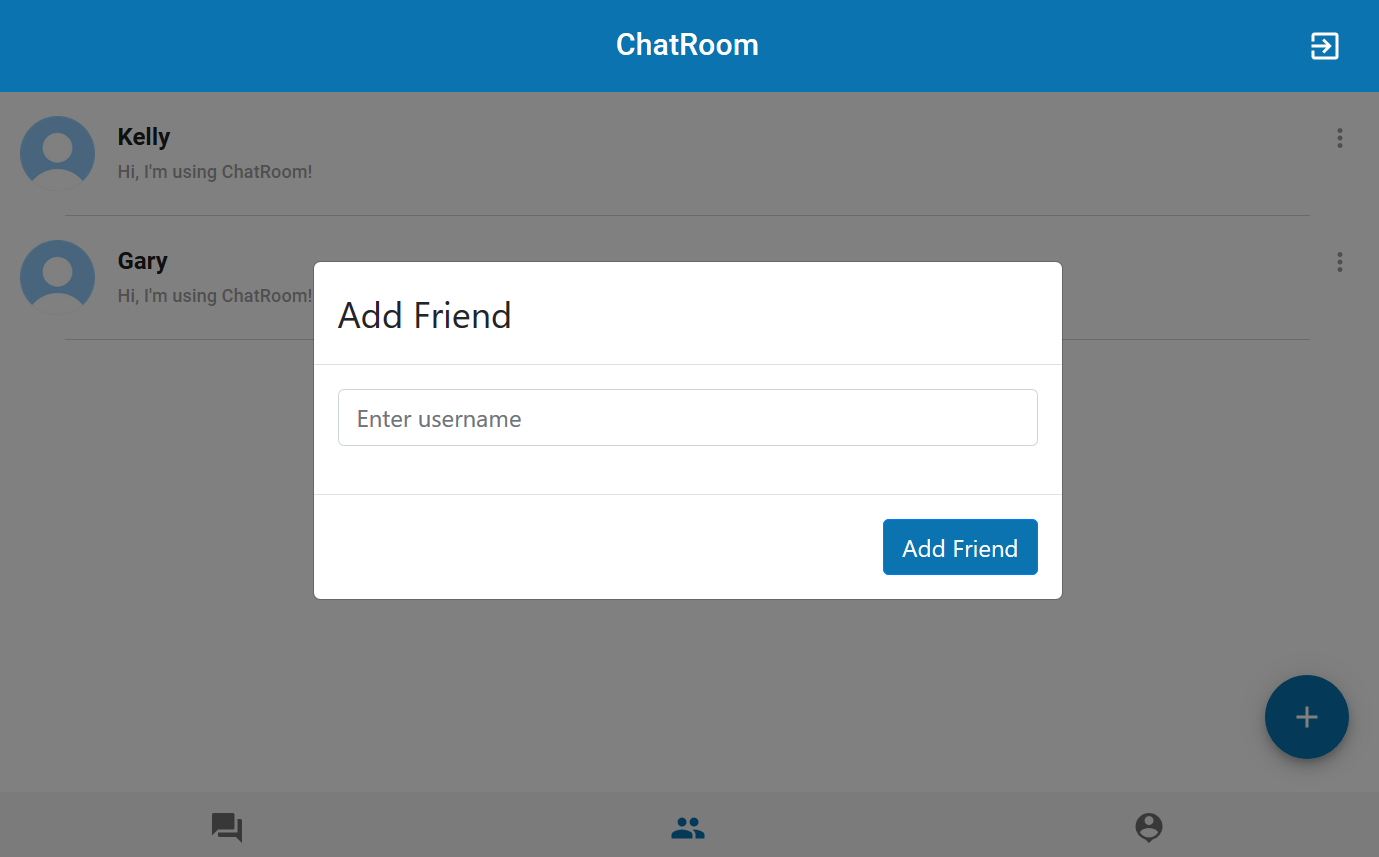 ChatRoom
Kelly
Hi, I'm using ChatRoom!
Gary
Hi, I'm using ChatRoom!
Add Friend
Enter username
Add Friend